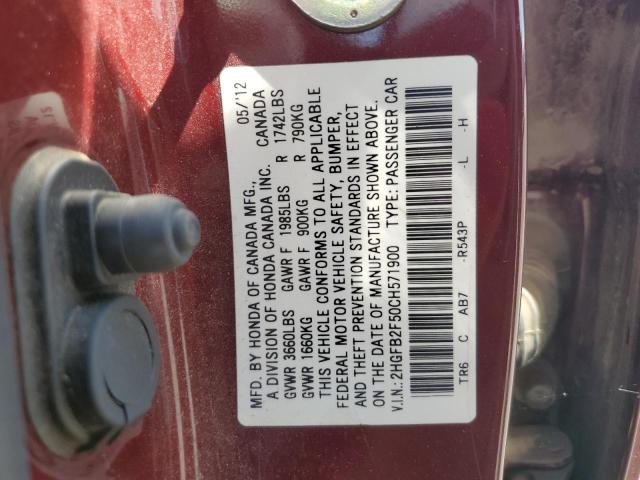 MFD. BY HONDA OF CANADA MFG., 05/'12
A DIVISION OF HONDA CANADA INC. CANADA
GVWR 3660LBS GAWR F 1985LBS R 1742LBS
GVWR 1660KG GAWR F 900KG R 790KG
THIS VEHICLE CONFORMS TO ALL APPLICABLE
FEDERAL MOTOR VEHICLE SAFETY, BUMPER,
AND THEFT PREVENTION STANDARDS IN EFFECT
ON THE DATE OF MANUFACTURE SHOWN ABOVE.
V.I.N.: 2HGFB2F50CH571900 TYPE: PASSENGER CAR
TR6 C AB7 -R543P -L -H